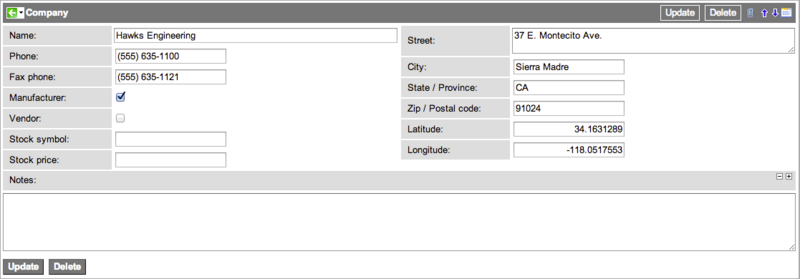 Company
Update Delete
Name: Hawks Engineering
Phone: (555) 635-1100
Fax phone: (555) 635-1121
Manufacturer:
Vendor:
Stock symbol:
Stock price:
Street: 37 E. Montecito Ave.
City: Sierra Madre
State / Province: CA
Zip / Postal code: 91024
Latitude: 34.1631289
Longitude: -118.0517553
Notes:
Update Delete